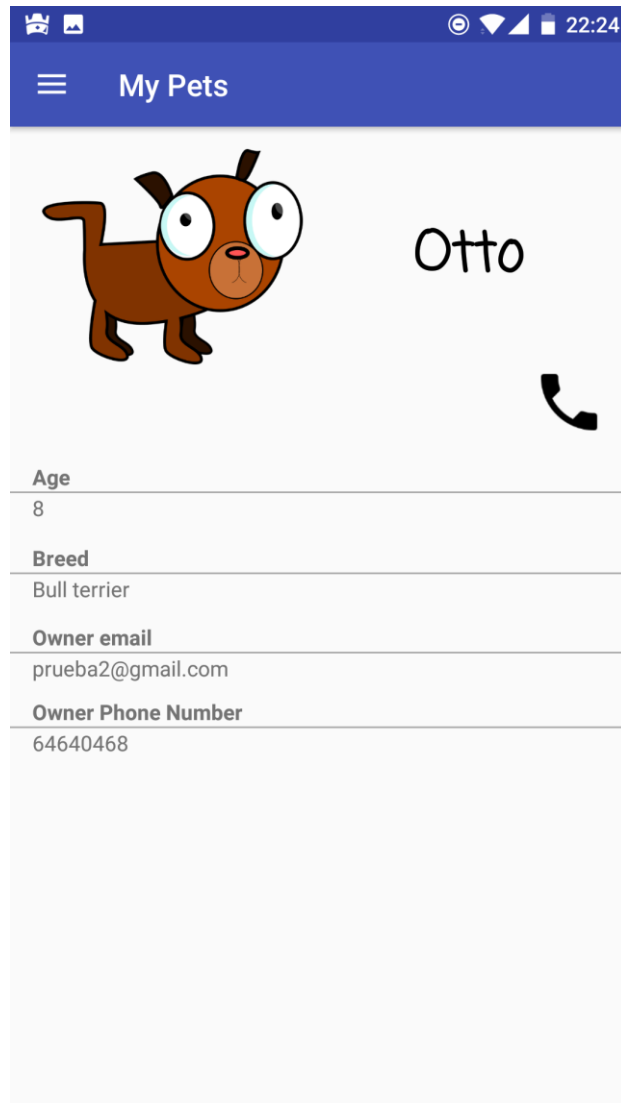 22:24
My Pets
Otto
Age
8
Breed
Bull terrier
Owner email
prueba2@gmail.com
Owner Phone Number
64640468